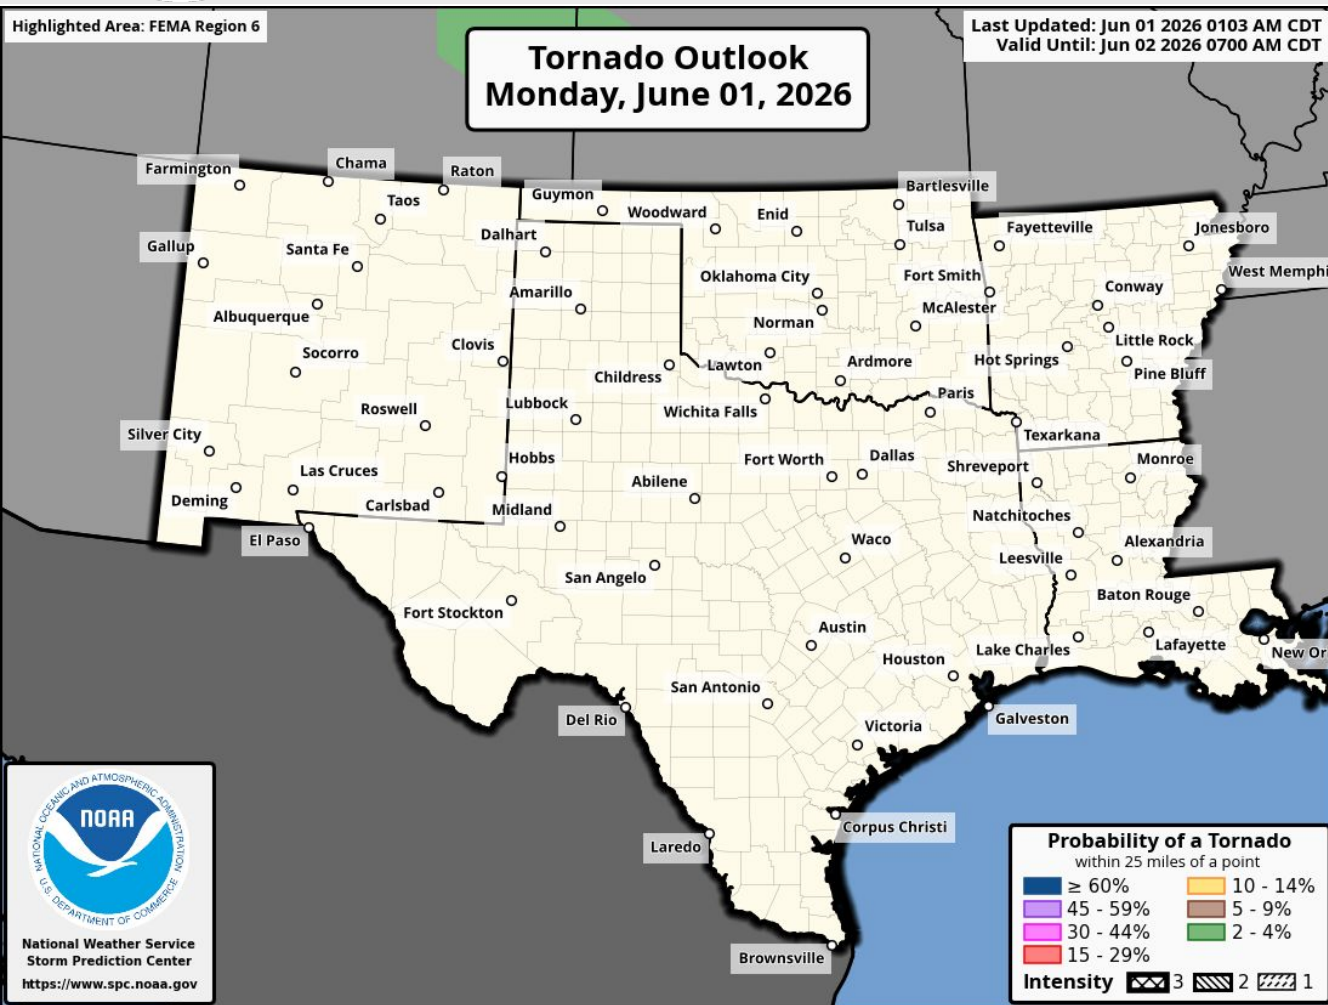 Highlighted Area: FEMA Region 6
Last Updated: Jun 01 2026 0103 AM CDT
Valid Until: Jun 02 2026 0700 AM CDT
Tornado Outlook
Monday, June 01, 2026
Farmington
Chama
Raton
Taos
Guymon
Woodward
Enid
Bartlesville
Tulsa
Fayetteville
Jonesboro
Gallup
Santa Fe
Dalhart
Oklahoma City
Fort Smith
West Memphi
Albuquerque
Amarillo
Norman
McAlester
Conway
Little Rock
Socorro
Clovis
Childress
Lawton
Ardmore
Hot Springs
Pine Bluff
Roswell
Lubbock
Wichita Falls
Paris
Texarkana
Silver City
Las Cruces
Hobbs
Abilene
Fort Worth
Dallas
Shreveport
Monroe
Deming
Carlsbad
Midland
Natchitoches
El Paso
San Angelo
Waco
Leesville
Alexandria
Fort Stockton
Austin
Baton Rouge
Houston
Lake Charles
Lafayette
New Or
San Antonio
Del Rio
Victoria
Galveston
Laredo
Corpus Christi
Brownsville
NATIONAL OCEANIC AND ATMOSPHERIC ADMINISTRATION
NOAA
U.S. DEPARTMENT OF COMMERCE
National Weather Service
Storm Prediction Center
https://www.spc.noaa.gov
Probability of a Tornado
within 25 miles of a point
≥ 60%
10 - 14%
45 - 59%
5 - 9%
30 - 44%
2 - 4%
15 - 29%
Intensity 3 2 1